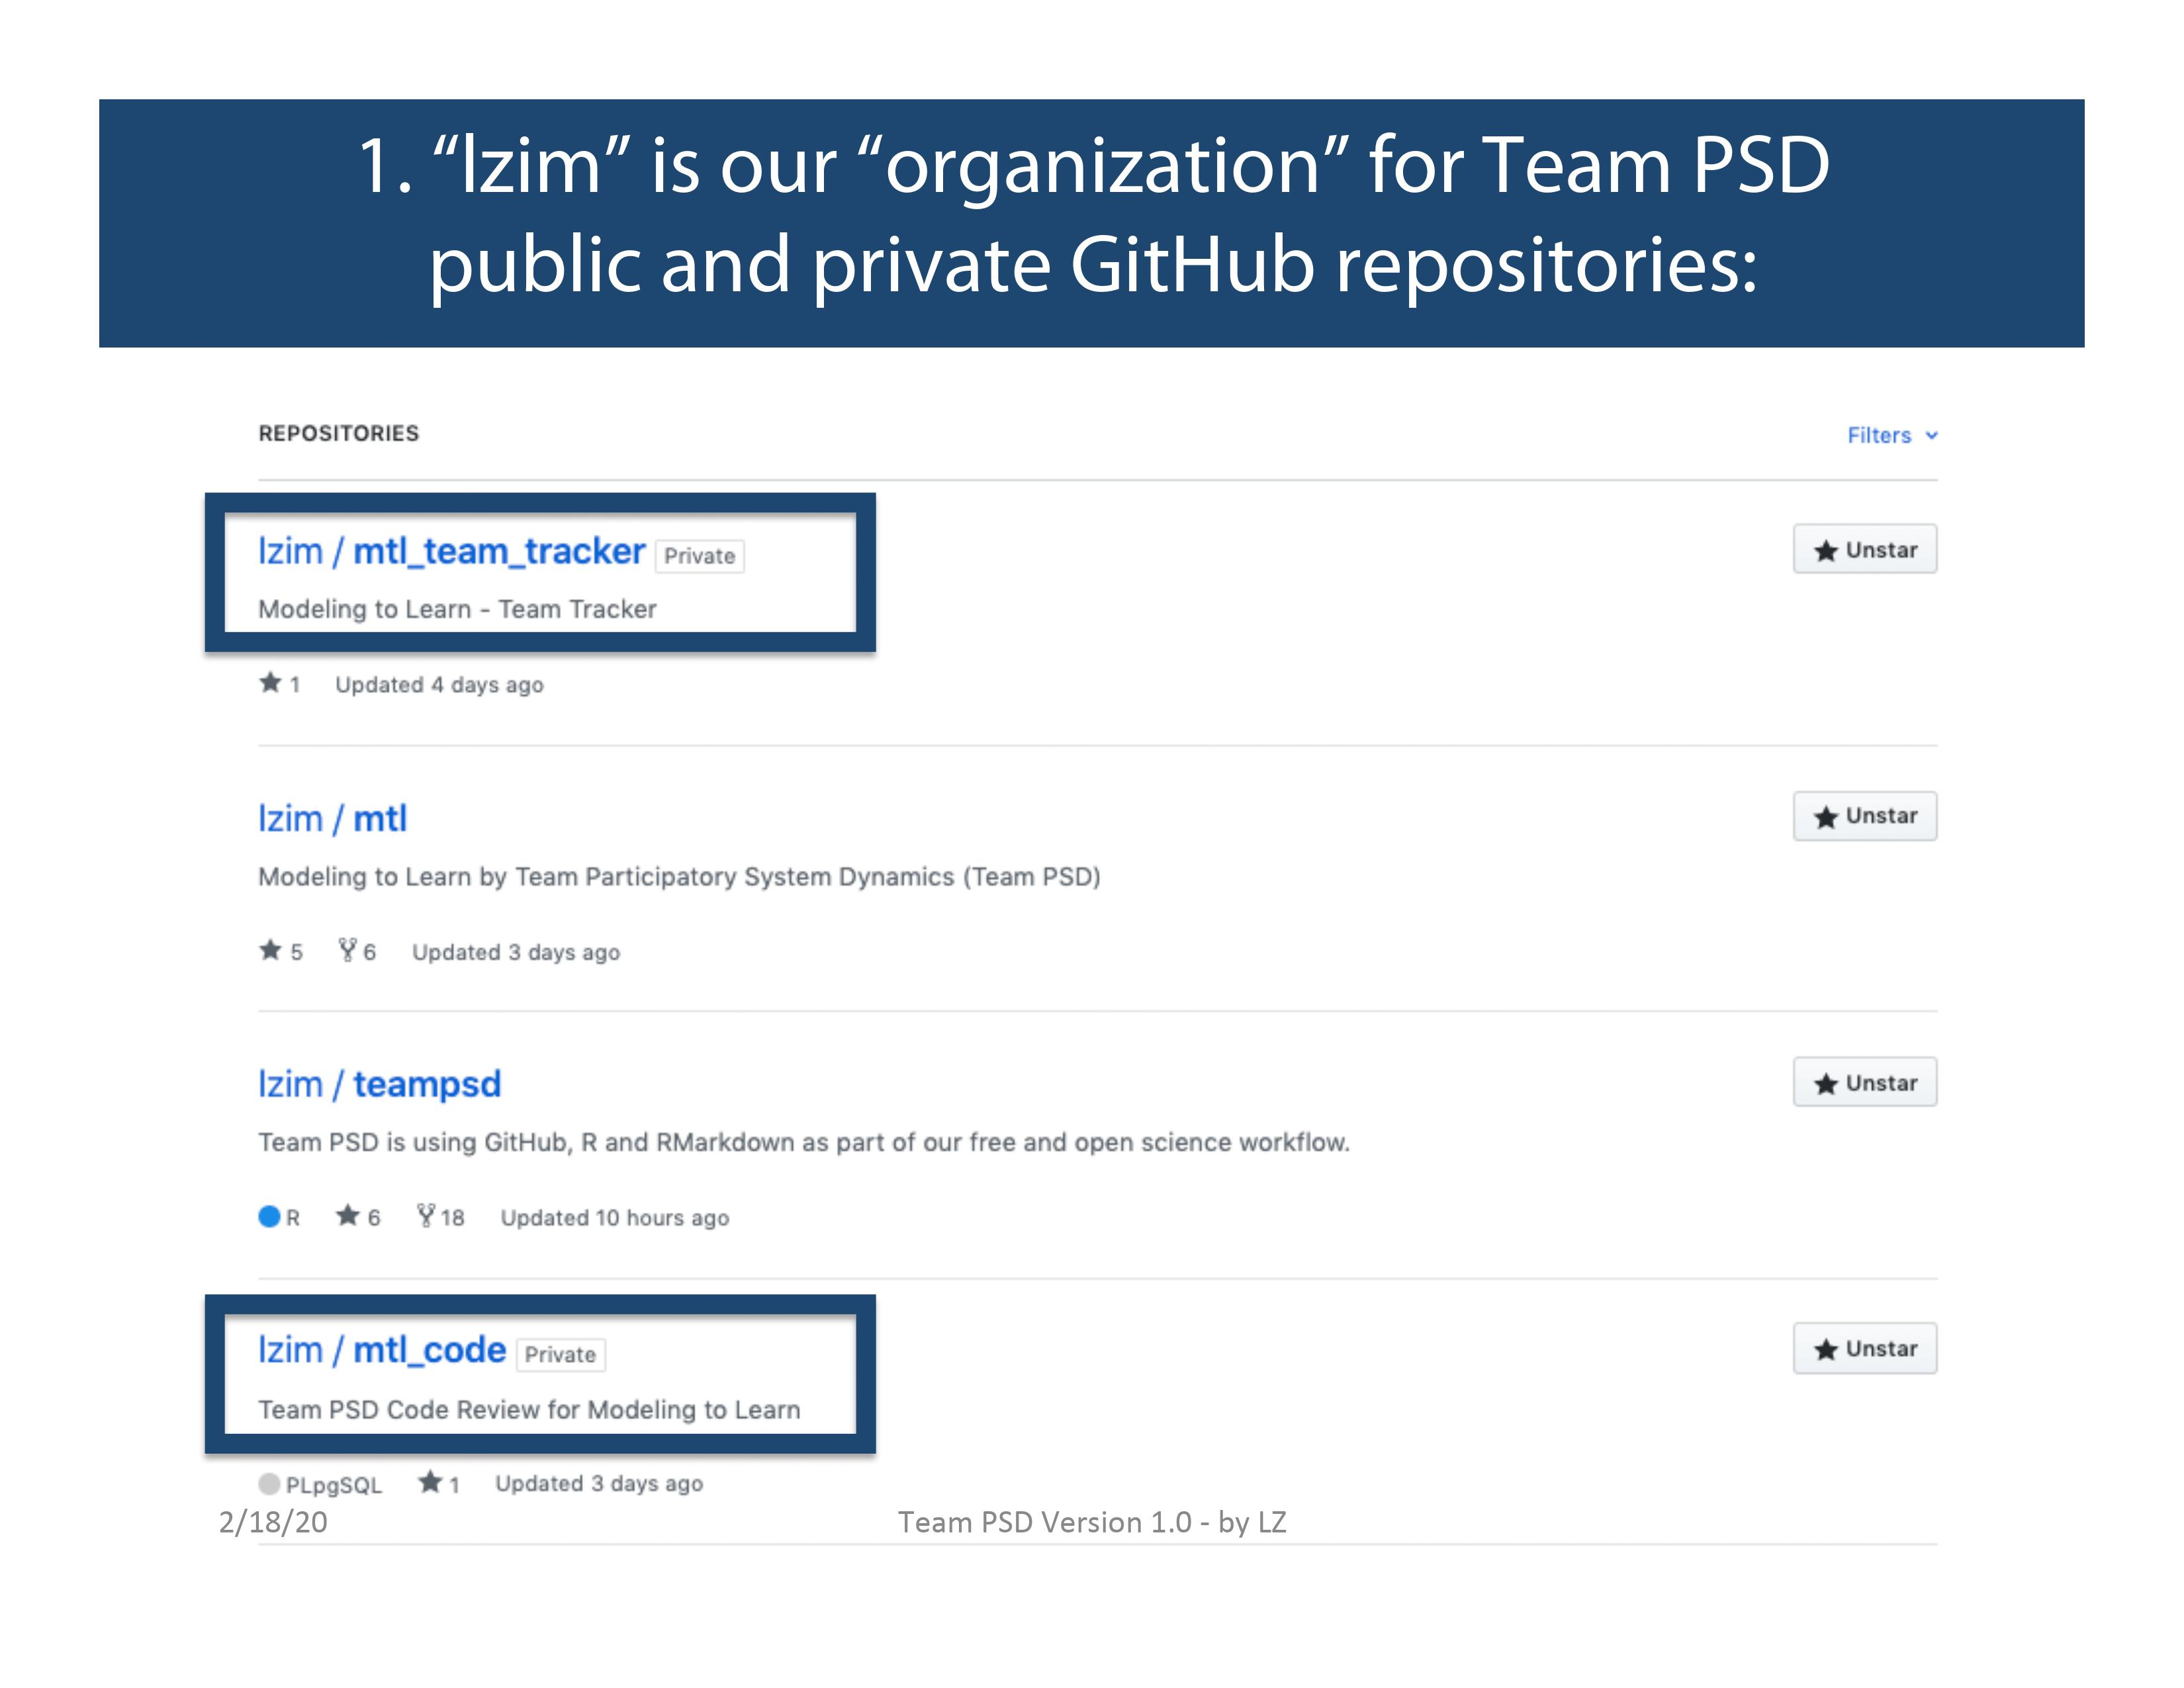 1. “lzim” is our “organization” for Team PSD
public and private GitHub repositories:
REPOSITORIES
Filters
lzim / mtl_team_tracker Private
Unstar
Modeling to Learn - Team Tracker
1 Updated 4 days ago
lzim / mtl
Unstar
Modeling to Learn by Team Participatory System Dynamics (Team PSD)
5 6 Updated 3 days ago
lzim / teampsd
Unstar
Team PSD is using GitHub, R and RMarkdown as part of our free and open science workflow.
R 6 18 Updated 10 hours ago
lzim / mtl_code Private
Unstar
Team PSD Code Review for Modeling to Learn
PLpgSQL 1 Updated 3 days ago
2/18/20
Team PSD Version 1.0 - by LZ